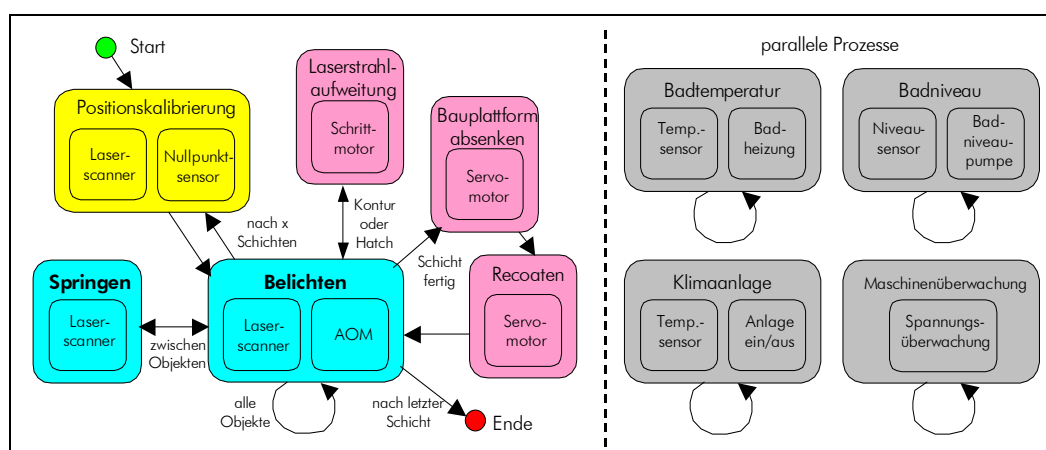 Start
Positionskalibrierung
Laser-
scanner
Nullpunkt-
sensor
Laserstrahl-
aufweitung
Schritt-
motor
Bauplattform
absenken
Servo-
motor
nach x
Schichten
Kontur
oder
Hatch
Schicht
fertig
Springen
Laser-
scanner
zwischen
Objekten
Belichten
Laser-
scanner
AOM
Recoaten
Servo-
motor
alle
Objekte
nach letzter
Schicht
Ende
parallele Prozesse
Badtemperatur
Temp.-
sensor
Bad-
heizung
Badniveau
Niveau-
sensor
Bad-
niveau-
pumpe
Klimaanlage
Temp.-
sensor
Anlage
ein/aus
Maschinenüberwachung
Spannungs-
überwachung